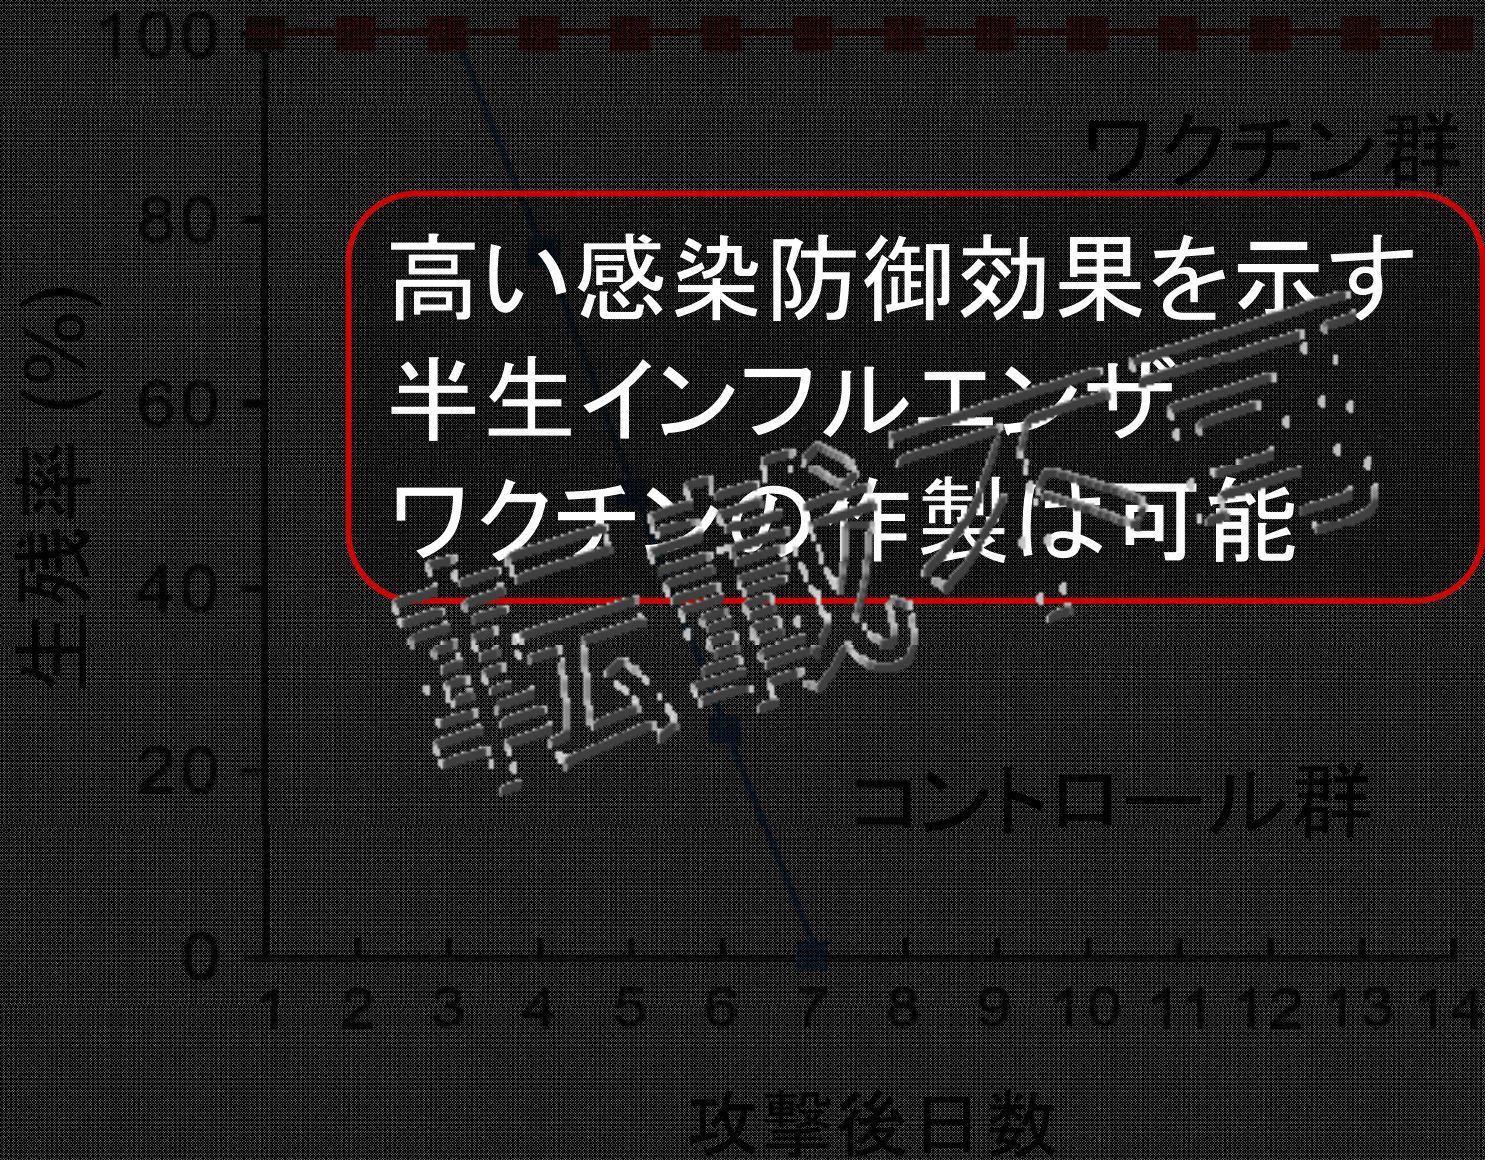 100
ワクチン群
80
高い感染防御効果を示す
半生インフルエンザ
ワクチンの作製は可能
60
40
20
0
生残率 (%)
転載不可
コントロール群
1 2 3 4 5 6 7 8 9 10 11 12 13 14
攻撃後日数